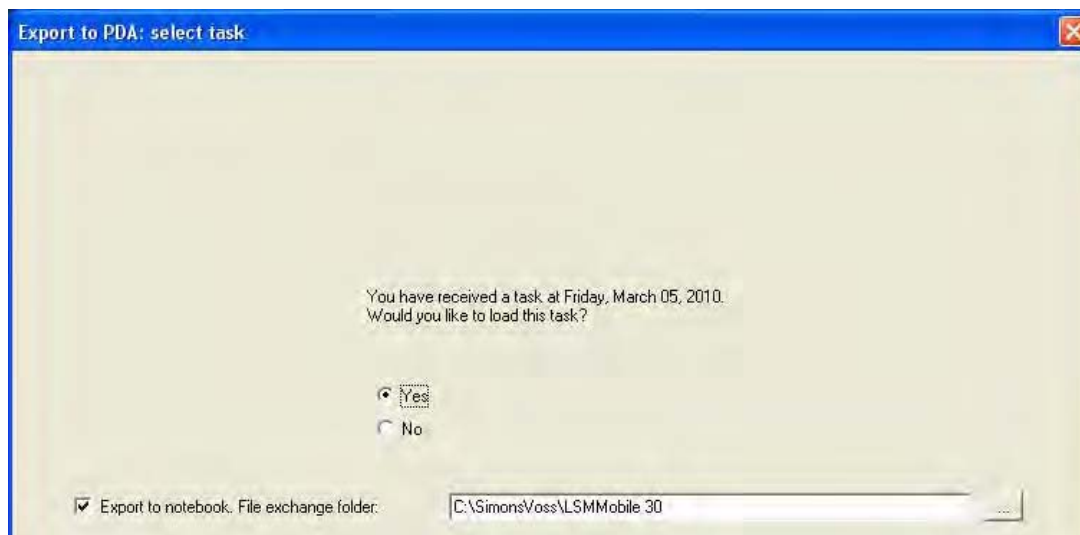 Export to PDA: select task
You have received a task at Friday, March 05, 2010.
Would you like to load this task?
Yes
No
Export to notebook. File exchange folder: C:\SimonsVoss\LSMMobile 30 ...